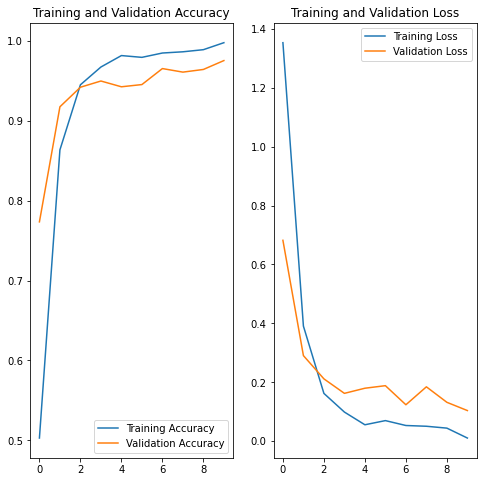 Training and Validation Accuracy
1.0
0.9
0.8
0.7
0.6
0.5
Training Accuracy
Validation Accuracy
0 2 4 6 8
Training and Validation Loss
1.4
1.2
1.0
0.8
0.6
0.4
0.2
0.0
Training Loss
Validation Loss
0 2 4 6 8